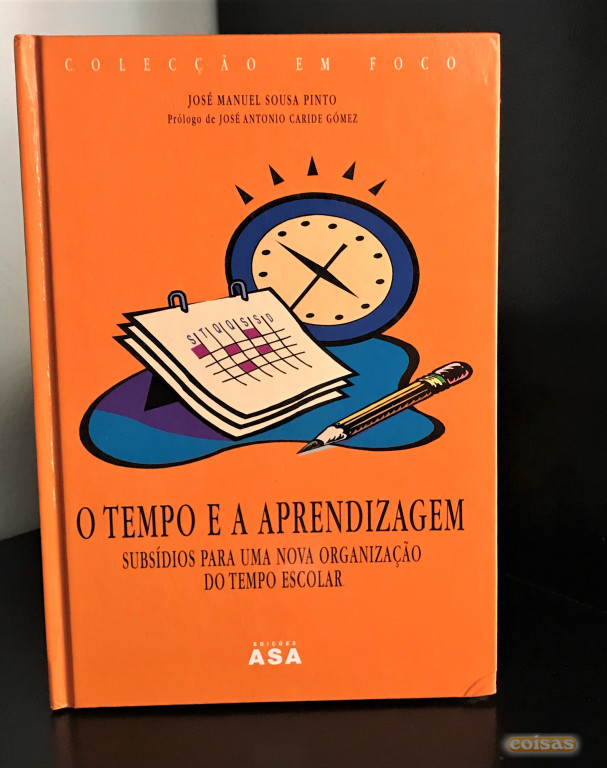 COLECÇÃO EM FOCO
JOSÉ MANUEL SOUSA PINTO
Prólogo de JOSÉ ANTONIO CARIDE GÓMEZ
S T Q Q S S D
O TEMPO E A APRENDIZAGEM
SUBSÍDIOS PARA UMA NOVA ORGANIZAÇÃO
DO TEMPO ESCOLAR
EDIÇÕES
ASA
coisas